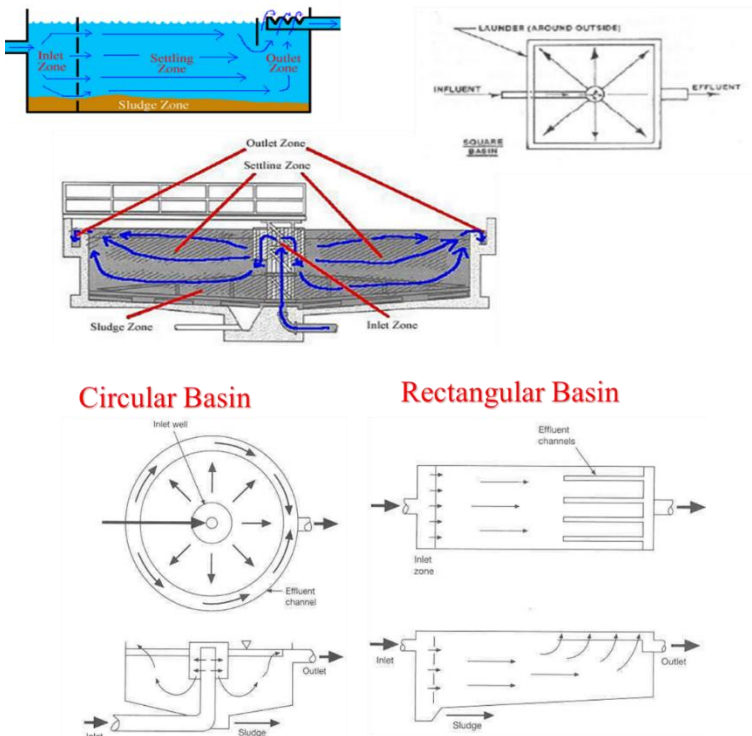 Inlet
Zone
Settling
Zone
Outlet
Zone
Sludge Zone
LAUNDER (AROUND OUTSIDE)
INFLUENT
EFFLUENT
SQUARE
BASIN
Outlet Zone
Settling Zone
Sludge Zone
Inlet Zone
Circular Basin
Rectangular Basin
Inlet well
Effluent
channel
Effluent
channels
Inlet
zone
Outlet
Inlet
Sludge
Inlet
Outlet
Sludge